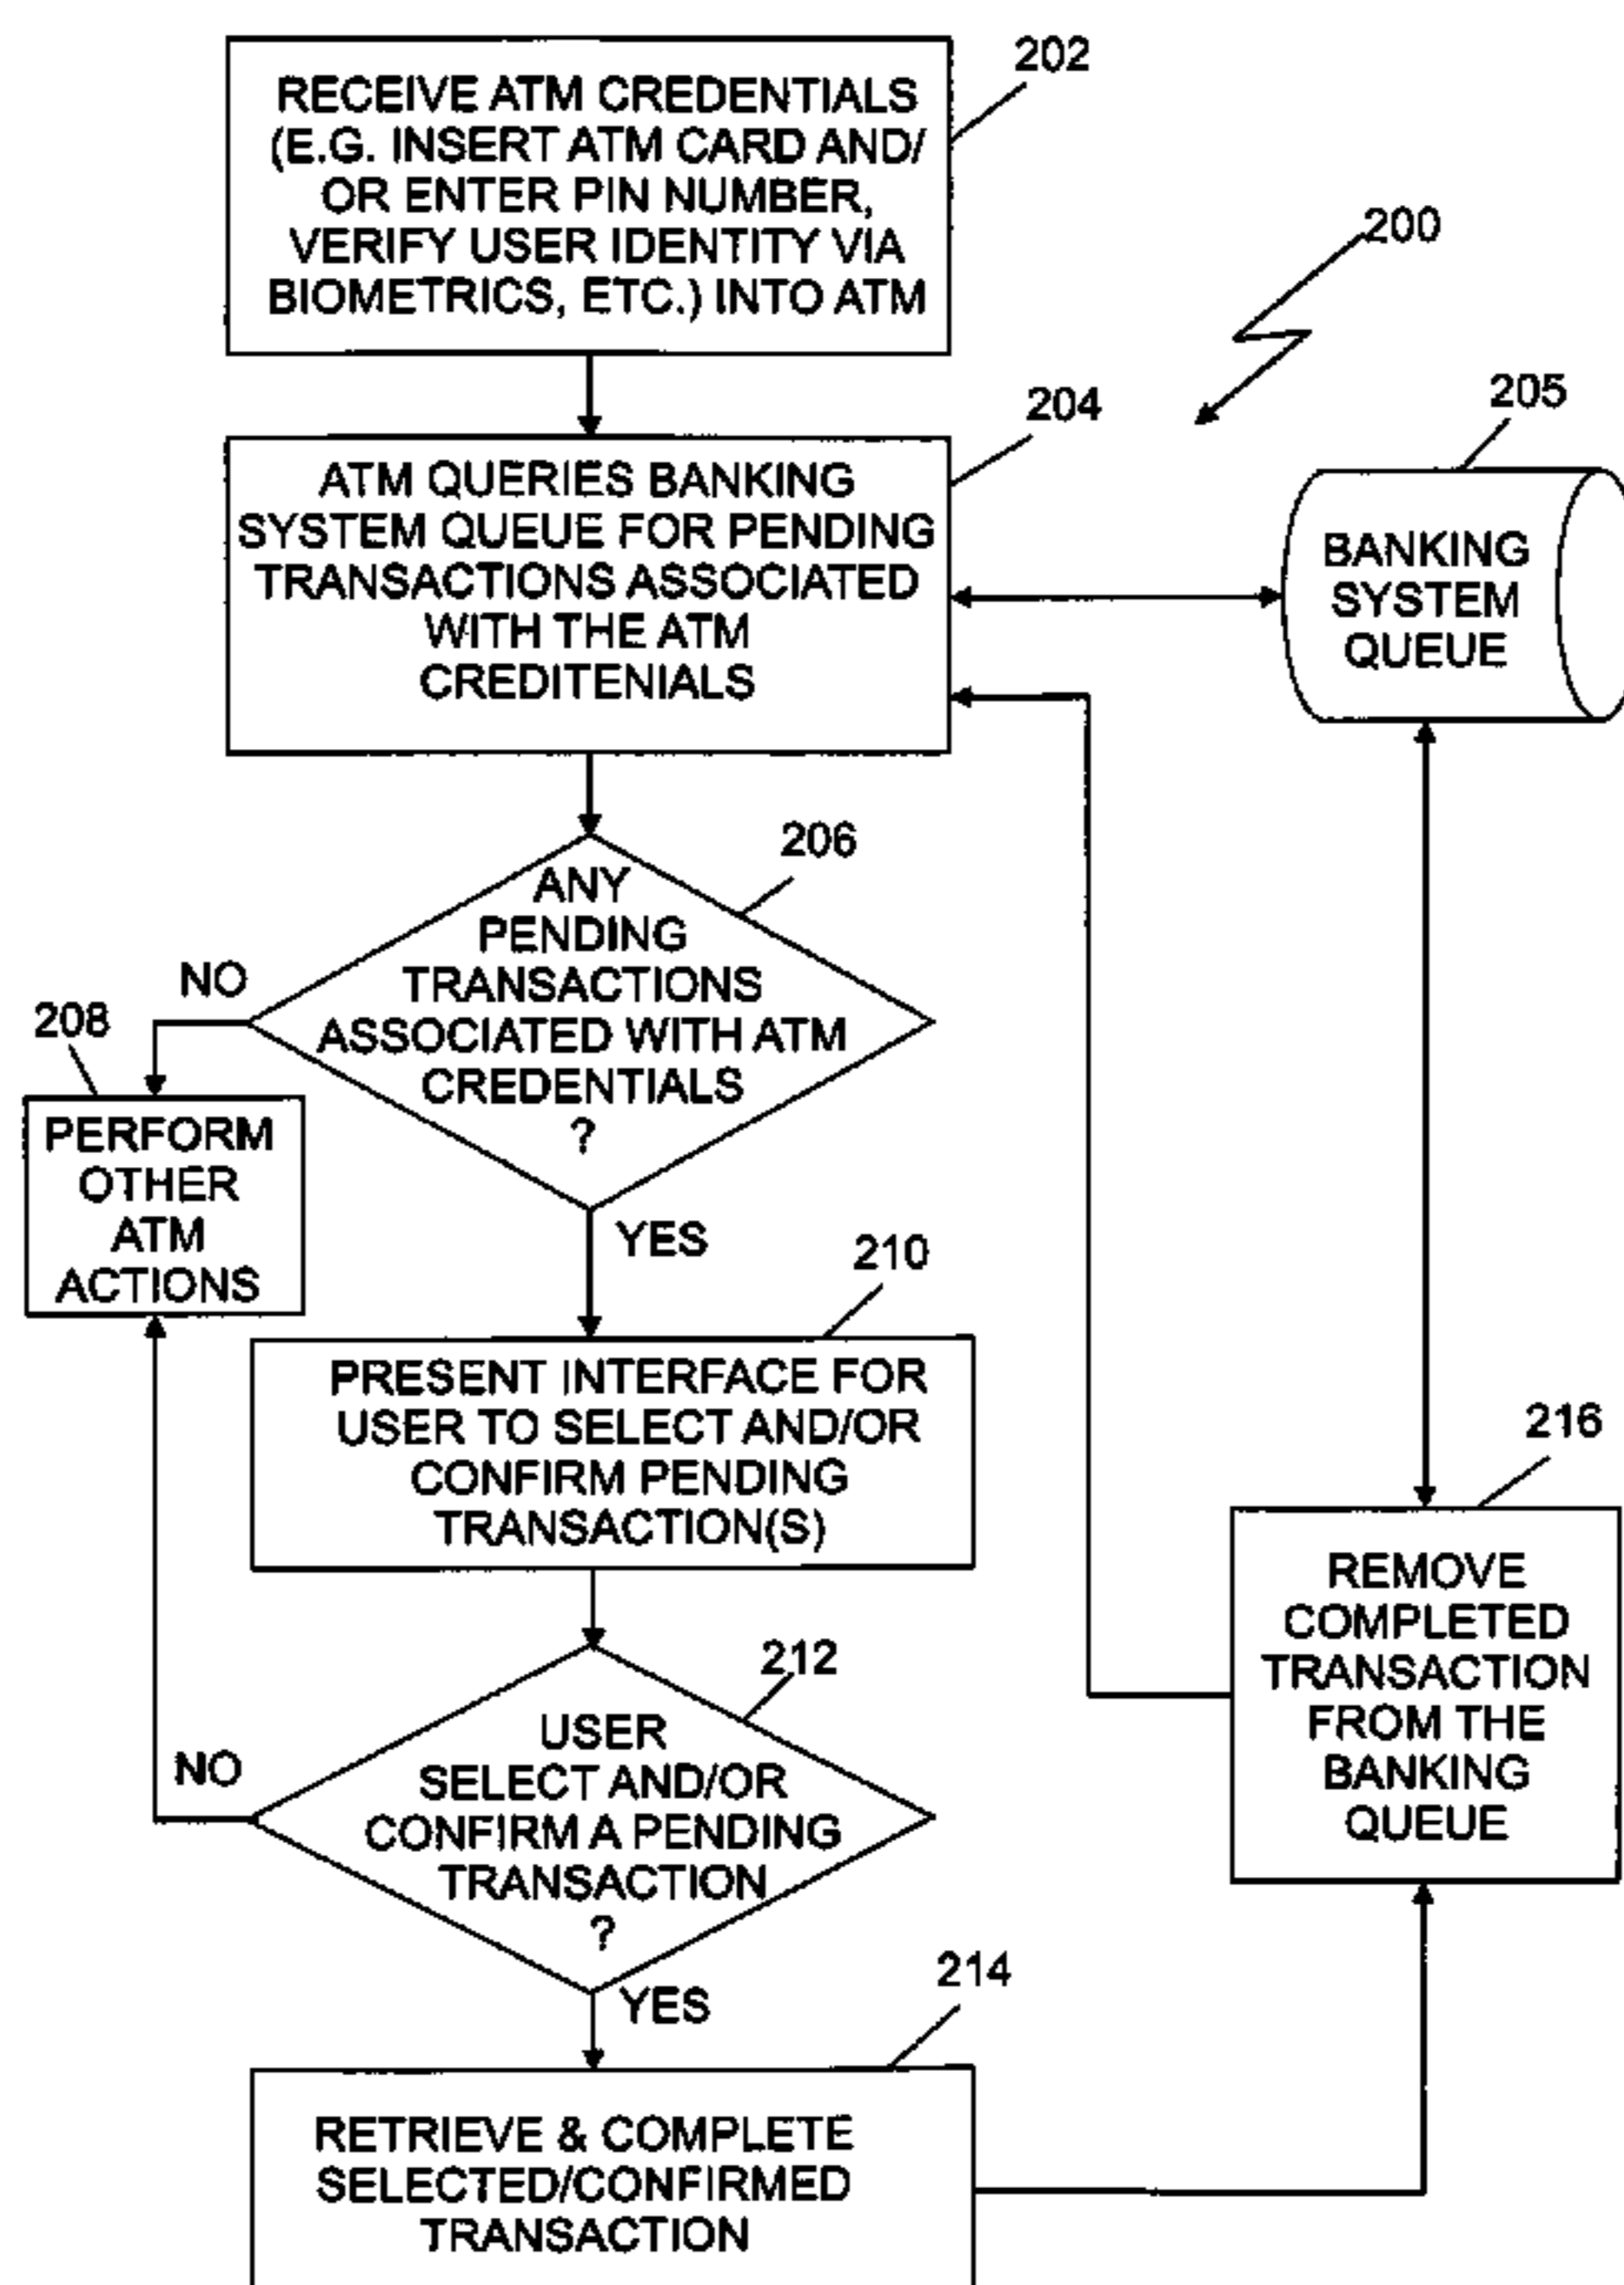 202
RECEIVE ATM CREDENTIALS
(E.G. INSERT ATM CARD AND/
OR ENTER PIN NUMBER,
VERIFY USER IDENTITY VIA
BIOMETRICS, ETC.) INTO ATM
200
204
ATM QUERIES BANKING
SYSTEM QUEUE FOR PENDING
TRANSACTIONS ASSOCIATED
WITH THE ATM
CREDITENIALS
205
BANKING
SYSTEM
QUEUE
206
ANY
PENDING
TRANSACTIONS
ASSOCIATED WITH ATM
CREDENTIALS
?
NO
208
PERFORM
OTHER
ATM
ACTIONS
YES
210
PRESENT INTERFACE FOR
USER TO SELECT AND/OR
CONFIRM PENDING
TRANSACTION(S)
212
USER
SELECT AND/OR
CONFIRM A PENDING
TRANSACTION
?
NO
YES
214
RETRIEVE & COMPLETE
SELECTED/CONFIRMED
TRANSACTION
216
REMOVE
COMPLETED
TRANSACTION
FROM THE
BANKING
QUEUE